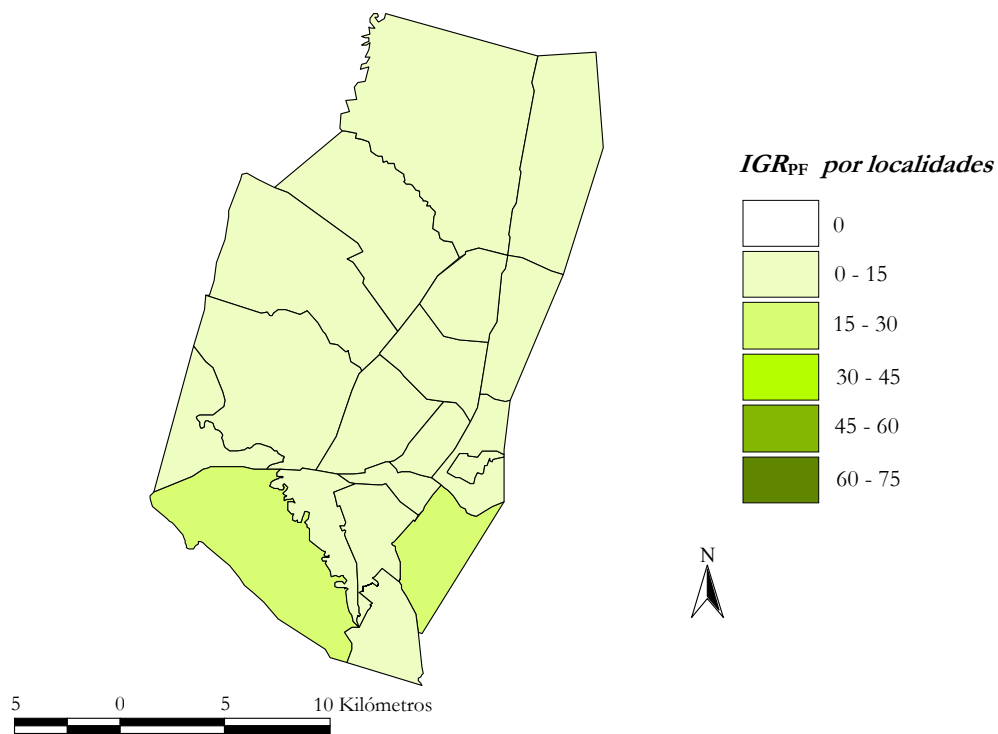 IGRPF por localidades
0
0 - 15
15 - 30
30 - 45
45 - 60
60 - 75
N
5 0 5 10 Kilómetros